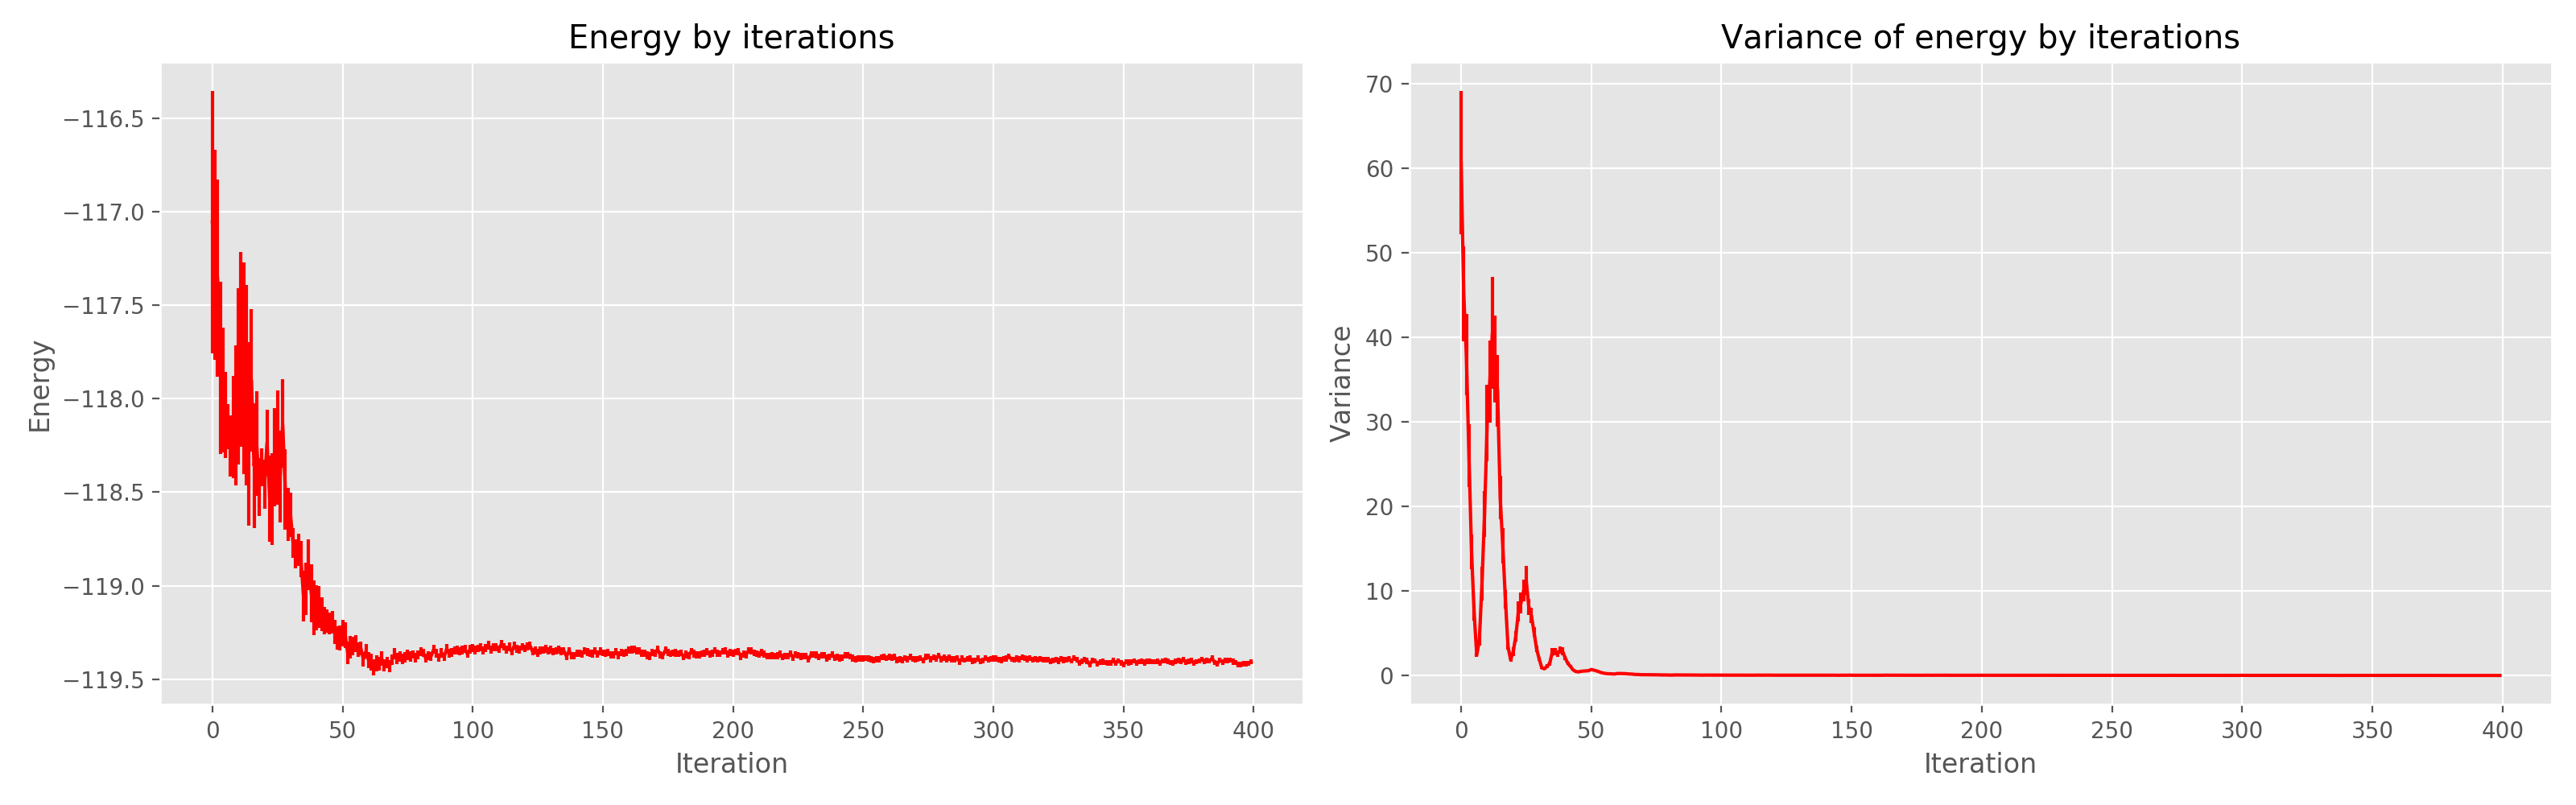 Energy by iterations
Energy
−116.5
−117.0
−117.5
−118.0
−118.5
−119.0
−119.5
0 50 100 150 200 250 300 350 400
Iteration
Variance of energy by iterations
Variance
70
60
50
40
30
20
10
0
0 50 100 150 200 250 300 350 400
Iteration